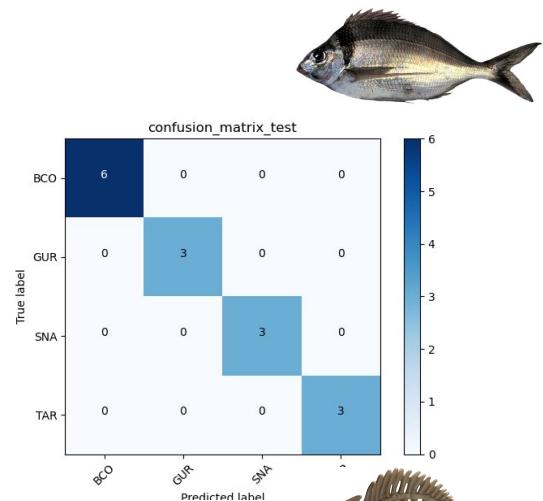 confusion_matrix_test
BCO 6 0 0 0
GUR 0 3 0 0
SNA 0 0 3 0
TAR 0 0 0 3
True label
BCO GUR SNA
Predicted label
6
5
4
3
2
1
0